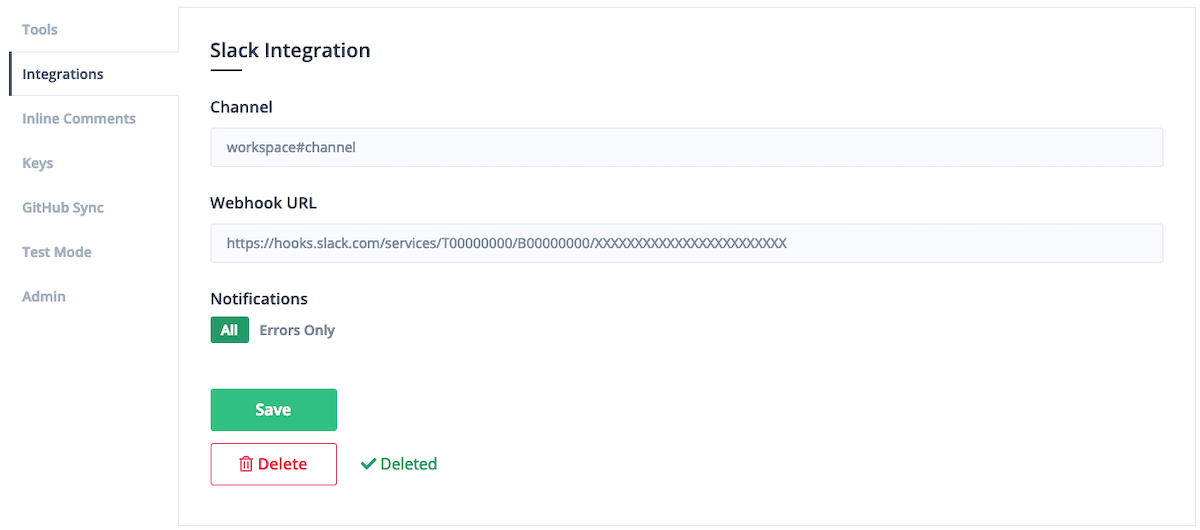 Tools
Integrations
Inline Comments
Keys
GitHub Sync
Test Mode
Admin
Slack Integration
Channel
workspace#channel
Webhook URL
https://hooks.slack.com/services/T00000000/B00000000/XXXXXXXXXXXXXXXXXXXXXXXX
Notifications
All Errors Only
Save
Delete Deleted